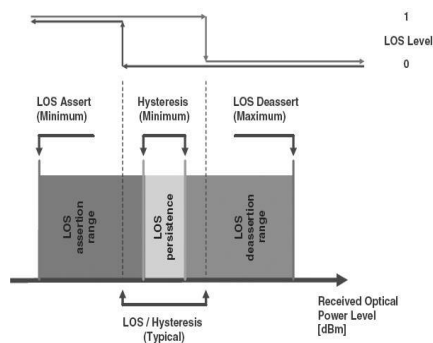 1
LOS Level
0
LOS Assert
(Minimum)
Hysteresis
(Minimum)
LOS Deassert
(Maximum)
LOS
assertion
range
LOS
persistence
LOS
deassertion
range
Received Optical
Power Level
[dBm]
LOS / Hysteresis
(Typical)